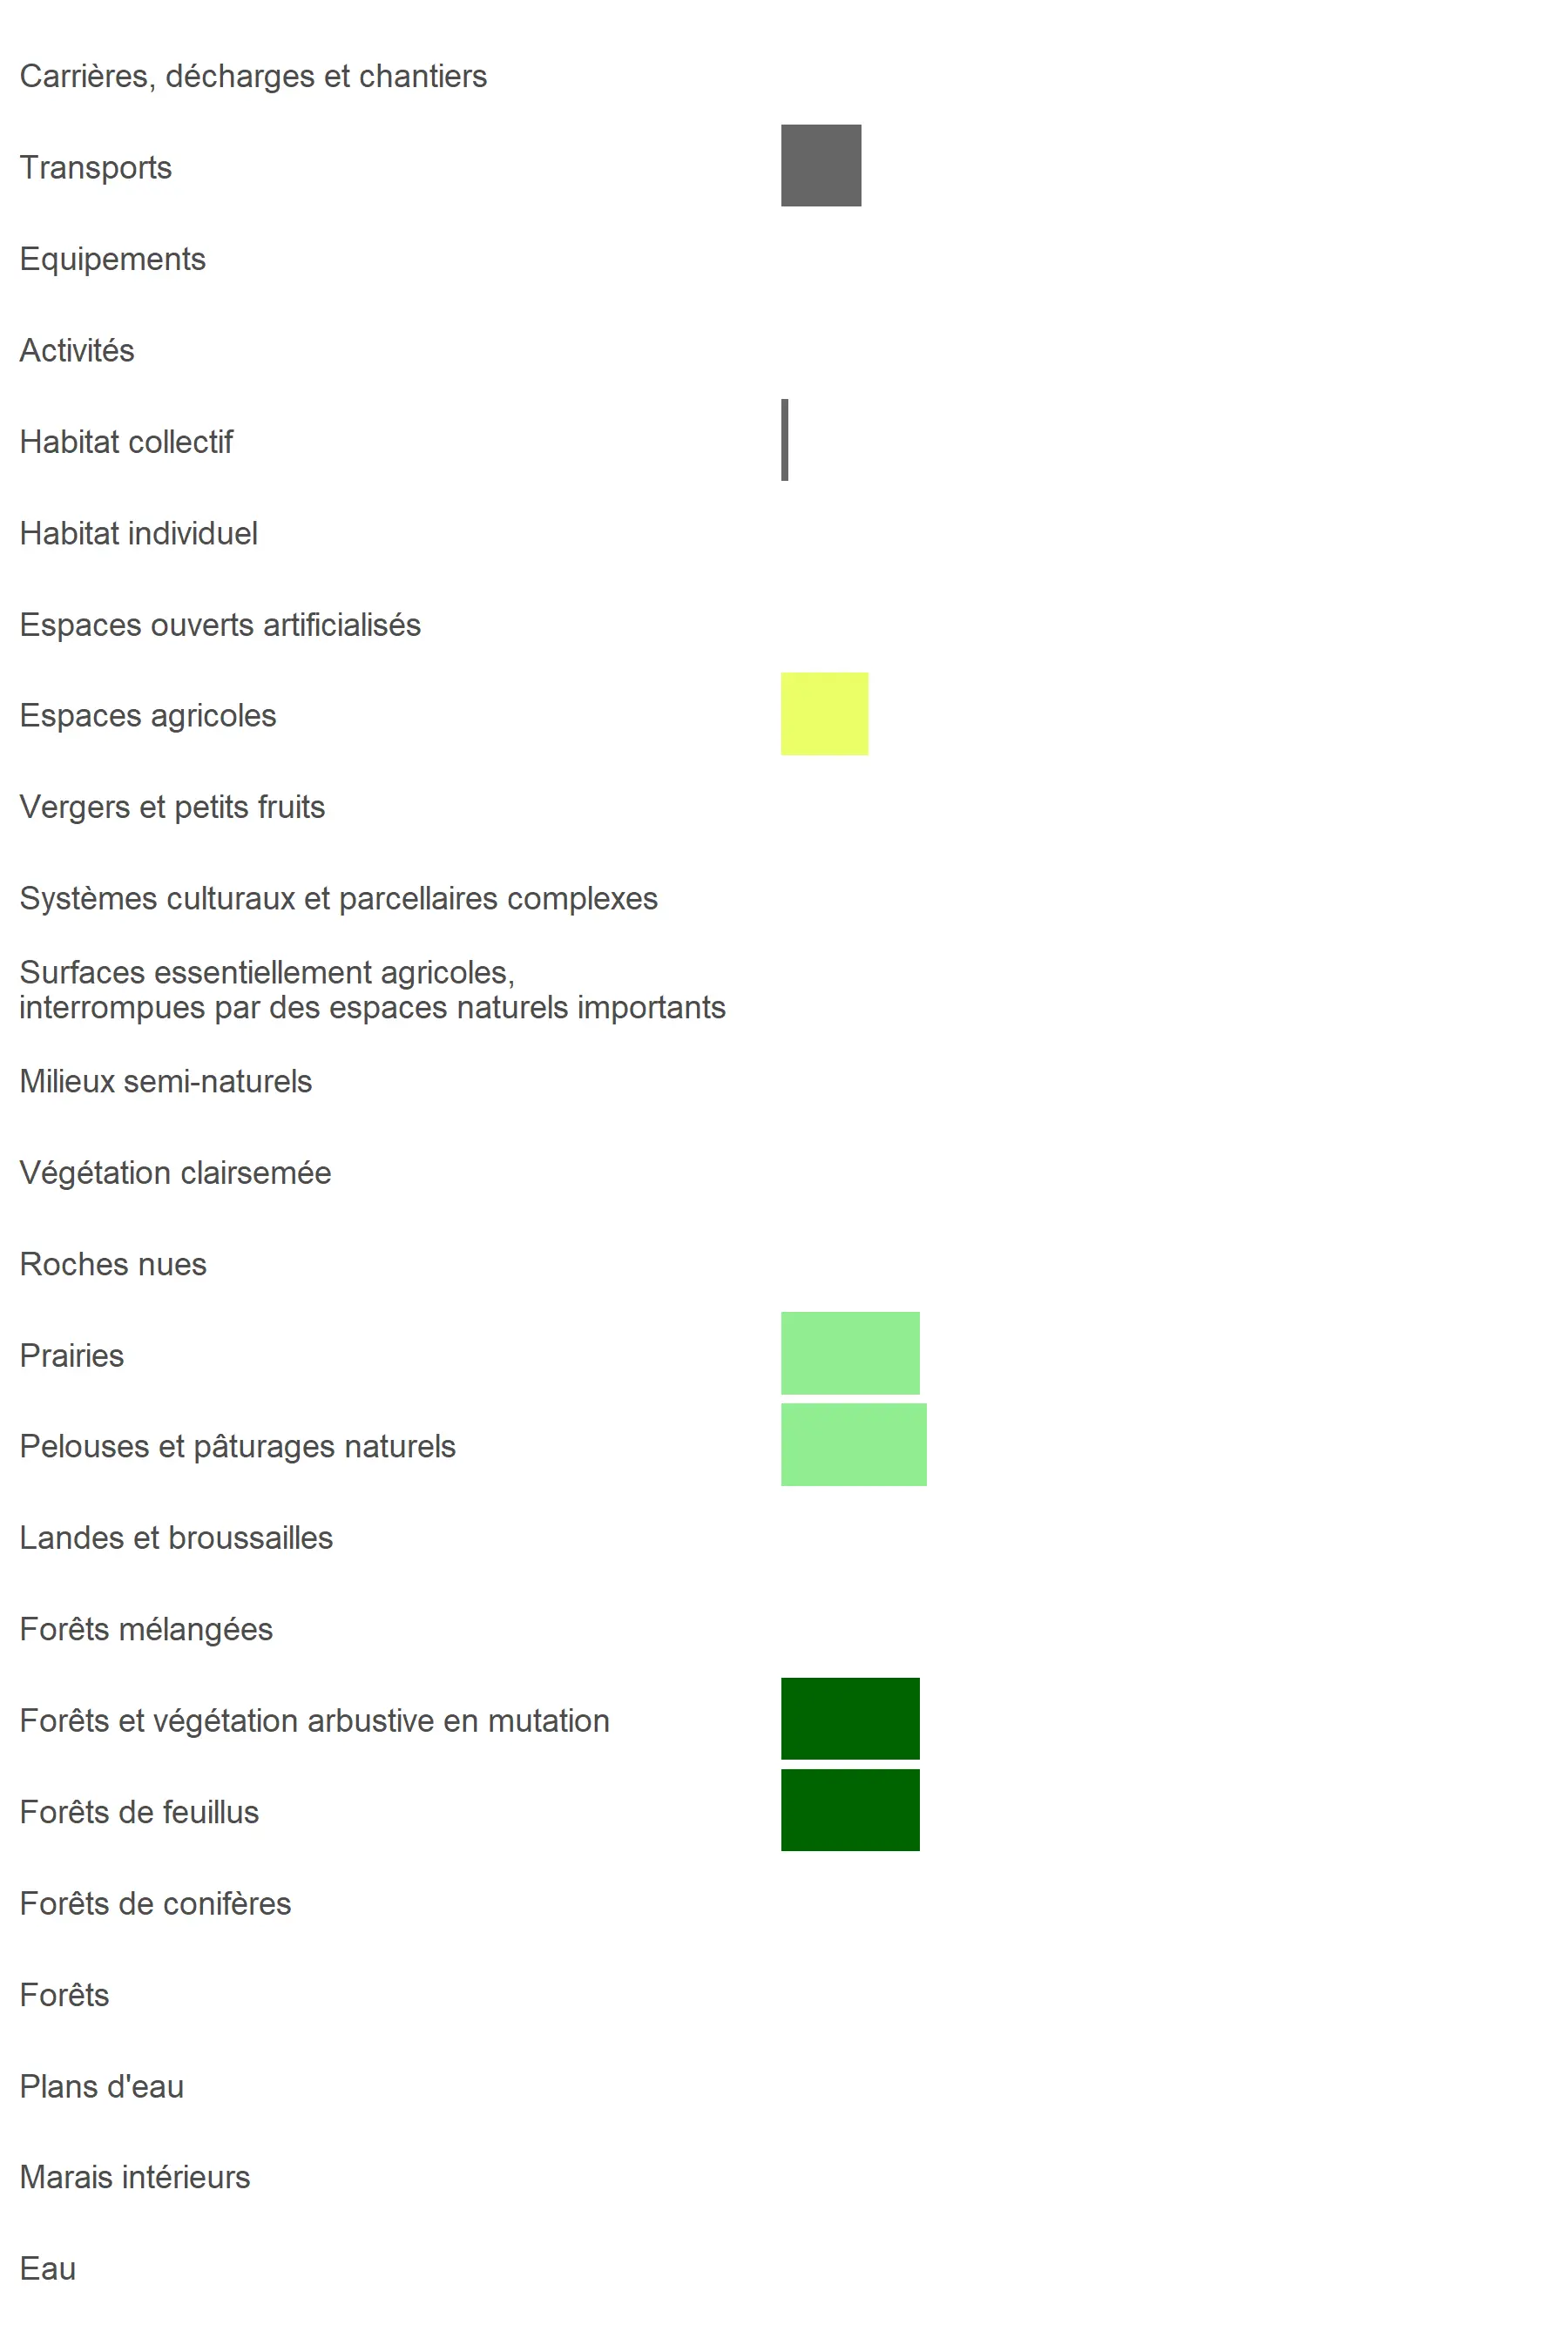 Carrières, décharges et chantiers
Transports
Equipements
Activités
Habitat collectif
Habitat individuel
Espaces ouverts artificialisés
Espaces agricoles
Vergers et petits fruits
Systèmes culturaux et parcellaires complexes
Surfaces essentiellement agricoles,
interrompues par des espaces naturels importants
Milieux semi-naturels
Végétation clairsemée
Roches nues
Prairies
Pelouses et pâturages naturels
Landes et broussailles
Forêts mélangées
Forêts et végétation arbustive en mutation
Forêts de feuillus
Forêts de conifères
Forêts
Plans d'eau
Marais intérieurs
Eau